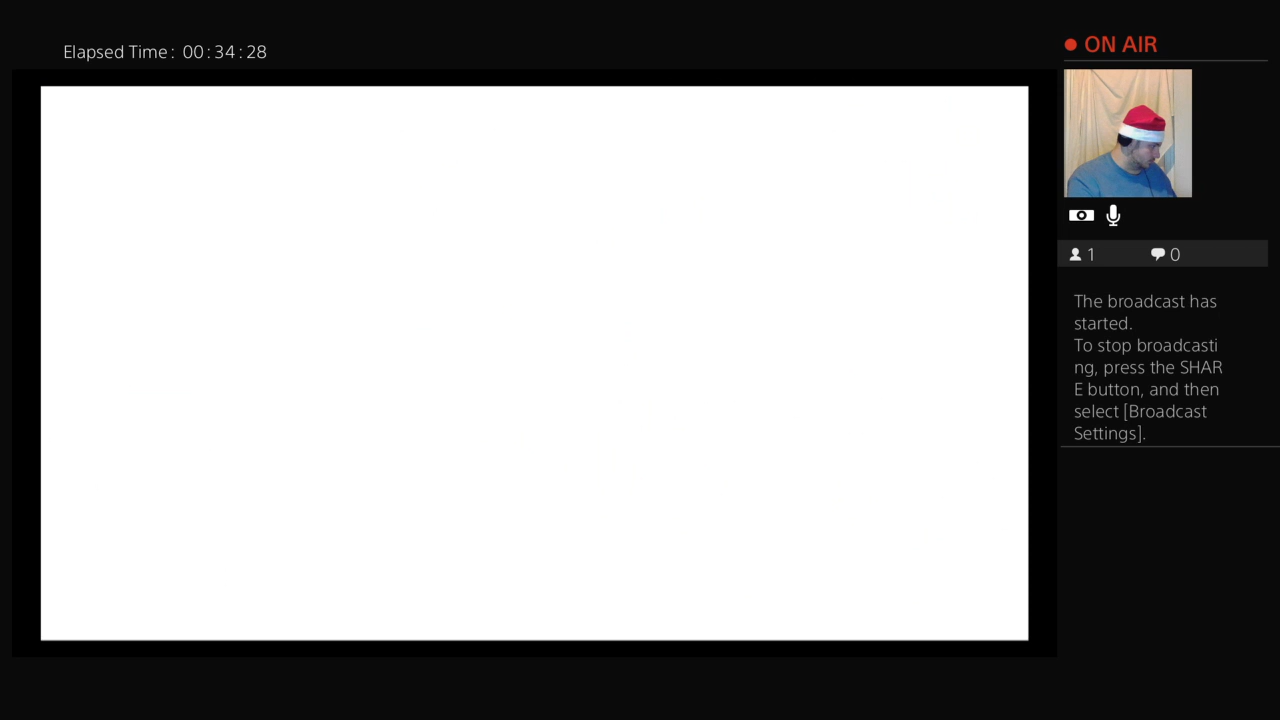 Elapsed Time: 00:34:28
ON AIR
1 0
The broadcast has
started.
To stop broadcasti
ng, press the SHAR
E button, and then
select [Broadcast
Settings].